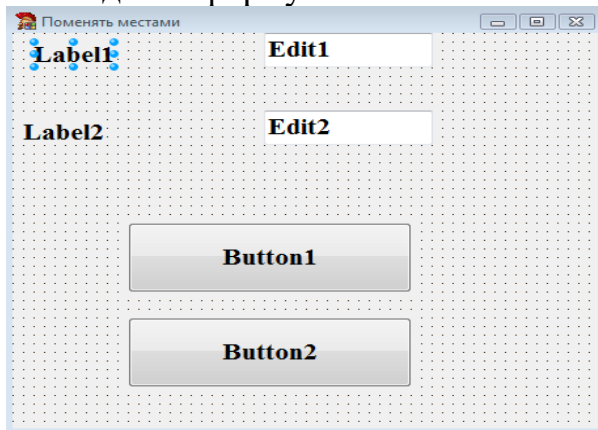 Поменять местами
Label1
Edit1
Label2
Edit2
Button1
Button2